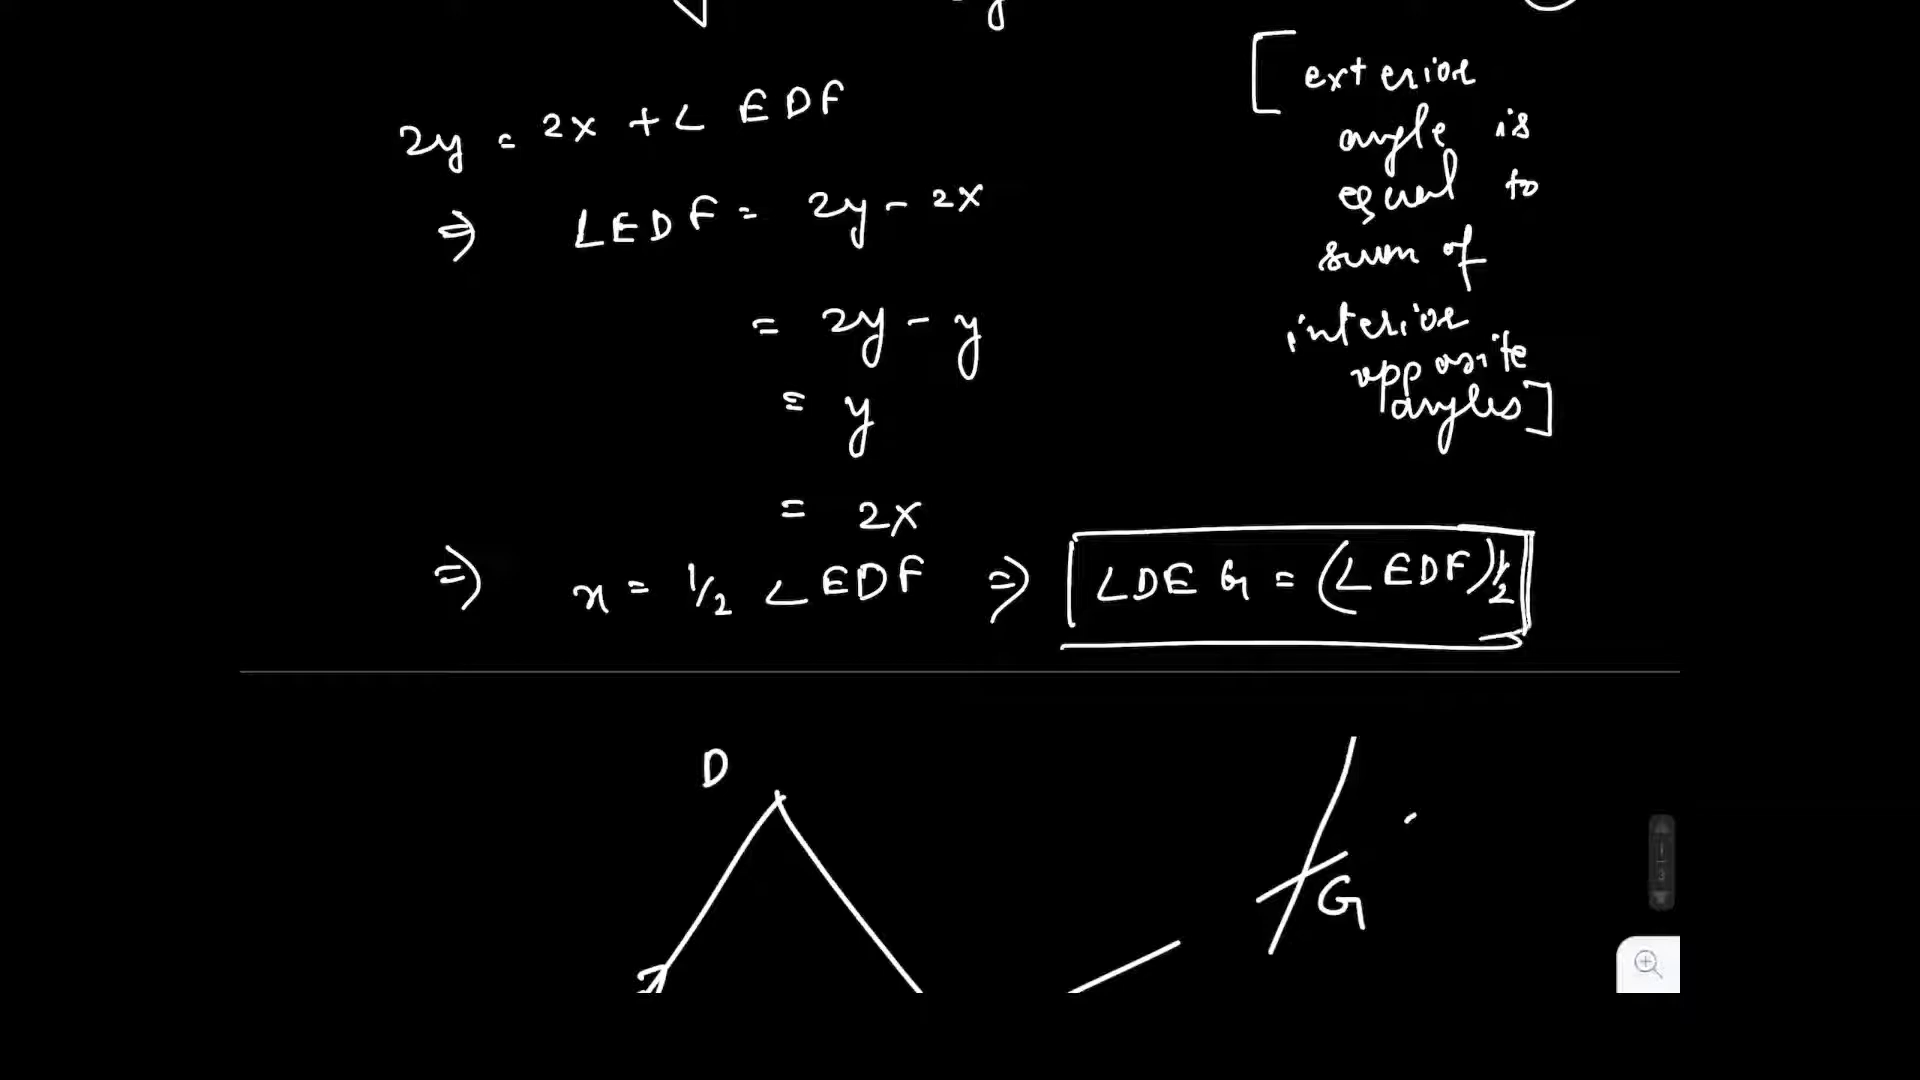 2y = 2x + ∠ EDF
⇒ ∠EDF = 2y - 2x
= 2y - y
= y
= 2x
⇒ x = 1/2 ∠EDF ⇒ ∠DEG = (∠EDF)1/2
[exterior
angle is
equal to
sum of
interior
opposite
angles]
D
G